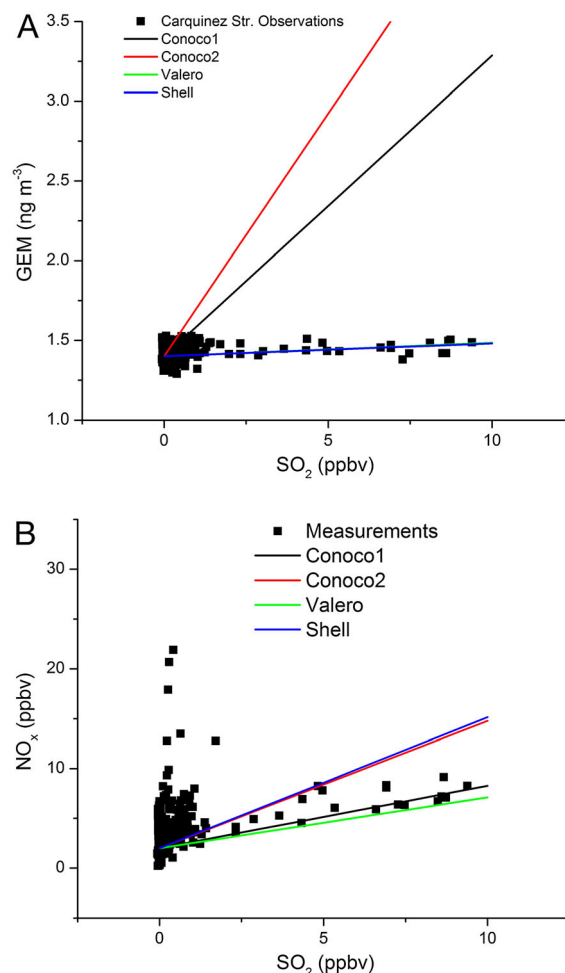 A
Carquinez Str. Observations
Conoco1
Conoco2
Valero
Shell
3.5
3.0
2.5
2.0
1.5
1.0
GEM (ng m-3)
0
5
10
SO2 (ppbv)
B
Measurements
Conoco1
Conoco2
Valero
Shell
30
20
10
0
NOx (ppbv)
0
5
10
SO2 (ppbv)